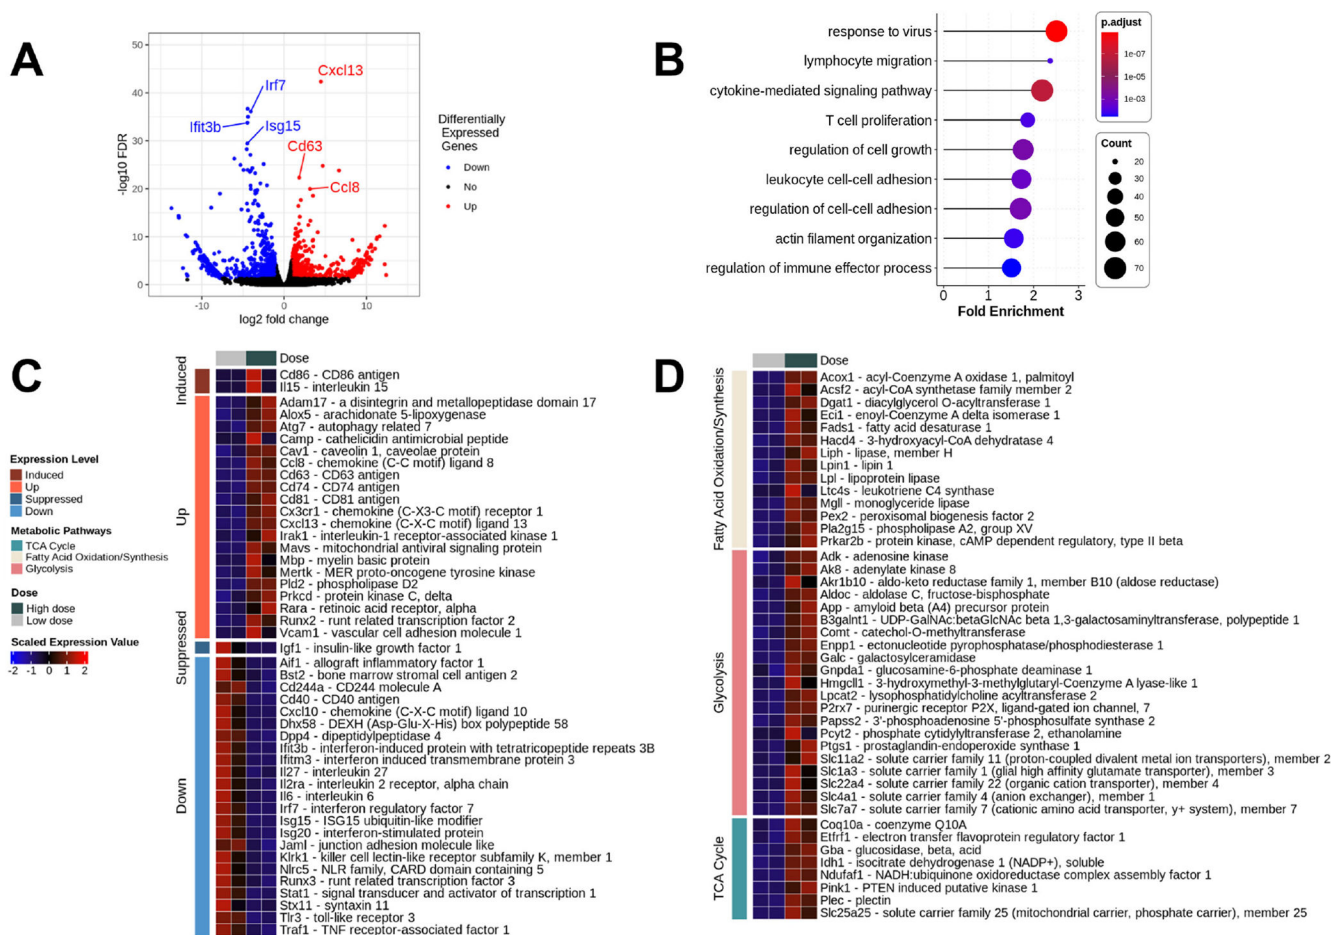 A
50
40
30
20
10
0
-log10 FDR
-10
0
10
log2 fold change
Cxcl13
Irf7
Ifit3b
Isg15
Cd63
Ccl8
Differentially
Expressed
Genes
Down
No
Up
B
response to virus
lymphocyte migration
cytokine-mediated signaling pathway
T cell proliferation
regulation of cell growth
leukocyte cell-cell adhesion
regulation of cell-cell adhesion
actin filament organization
regulation of immune effector process
0
1
2
3
Fold Enrichment
p.adjust
1e-07
1e-05
1e-03
Count
20
30
40
50
60
70
C
Expression Level
Induced
Up
Suppressed
Down
Metabolic Pathways
TCA Cycle
Fatty Acid Oxidation/Synthesis
Glycolysis
Dose
High dose
Low dose
Scaled Expression Value
-2 -1 0 1 2
Dose
Induced
Cd86 - CD86 antigen
Il15 - interleukin 15
Up
Adam17 - a disintegrin and metallopeptidase domain 17
Alox5 - arachidonate 5-lipoxygenase
Atg7 - autophagy related 7
Camp - cathelicidin antimicrobial peptide
Cav1 - caveolin 1, caveolae protein
Ccl8 - chemokine (C-C motif) ligand 8
Cd63 - CD63 antigen
Cd74 - CD74 antigen
Cd81 - CD81 antigen
Cx3cr1 - chemokine (C-X3-C motif) receptor 1
Cxcl13 - chemokine (C-X-C motif) ligand 13
Irak1 - interleukin-1 receptor-associated kinase 1
Mavs - mitochondrial antiviral signaling protein
Mbp - myelin basic protein
Mertk - MER proto-oncogene tyrosine kinase
Pld2 - phospholipase D2
Prkcd - protein kinase C, delta
Rara - retinoic acid receptor, alpha
Runx2 - runt related transcription factor 2
Vcam1 - vascular cell adhesion molecule 1
Suppressed
Igf1 - insulin-like growth factor 1
Down
Aif1 - allograft inflammatory factor 1
Bst2 - bone marrow stromal cell antigen 2
Cd244a - CD244 molecule A
Cd40 - CD40 antigen
Cxcl10 - chemokine (C-X-C motif) ligand 10
Dhx58 - DEXH (Asp-Glu-X-His) box polypeptide 58
Dpp4 - dipeptidylpeptidase 4
Ifit3b - interferon-induced protein with tetratricopeptide repeats 3B
Ifitm3 - interferon induced transmembrane protein 3
Il27 - interleukin 27
Il2ra - interleukin 2 receptor, alpha chain
Il6 - interleukin 6
Irf7 - interferon regulatory factor 7
Isg15 - ISG15 ubiquitin-like modifier
Isg20 - interferon-stimulated protein
Jaml - junction adhesion molecule like
Klrk1 - killer cell lectin-like receptor subfamily K, member 1
Nlrc5 - NLR family, CARD domain containing 5
Runx3 - runt related transcription factor 3
Stat1 - signal transducer and activator of transcription 1
Stx11 - syntaxin 11
Tlr3 - toll-like receptor 3
Traf1 - TNF receptor-associated factor 1
D
Dose
Fatty Acid Oxidation/Synthesis
Acox1 - acyl-Coenzyme A oxidase 1, palmitoyl
Acsf2 - acyl-CoA synthetase family member 2
Dgat1 - diacylglycerol O-acyltransferase 1
Eci1 - enoyl-Coenzyme A delta isomerase 1
Fads1 - fatty acid desaturase 1
Hacd4 - 3-hydroxyacyl-CoA dehydratase 4
Liph - lipase, member H
Lpin1 - lipin 1
Lpl - lipoprotein lipase
Ltc4s - leukotriene C4 synthase
Mgll - monoglyceride lipase
Pex2 - peroxisomal biogenesis factor 2
Pla2g15 - phospholipase A2, group XV
Prkar2b - protein kinase, cAMP dependent regulatory, type II beta
Glycolysis
Adk - adenosine kinase
Ak8 - adenylate kinase 8
Akr1b10 - aldo-keto reductase family 1, member B10 (aldose reductase)
Aldoc - aldolase C, fructose-bisphosphate
App - amyloid beta (A4) precursor protein
B3galnt1 - UDP-GalNAc:betaGlcNAc beta 1,3-galactosaminyltransferase, polypeptide 1
Comt - catechol-O-methyltransferase
Enpp1 - ectonucleotide pyrophosphatase/phosphodiesterase 1
Galc - galactosylceramidase
Gnpda1 - glucosamine-6-phosphate deaminase 1
Hmgcll1 - 3-hydroxymethyl-3-methylglutaryl-Coenzyme A lyase-like 1
Lpcat2 - lysophosphatidylcholine acyltransferase 2
P2rx7 - purinergic receptor P2X, ligand-gated ion channel, 7
Papss2 - 3'-phosphoadenosine 5'-phosphosulfate synthase 2
Pcyt2 - phosphate cytidylyltransferase 2, ethanolamine
Ptgs1 - prostaglandin-endoperoxide synthase 1
Slc11a2 - solute carrier family 11 (proton-coupled divalent metal ion transporters), member 2
Slc1a3 - solute carrier family 1 (glial high affinity glutamate transporter), member 3
Slc22a4 - solute carrier family 22 (organic cation transporter), member 4
Slc4a1 - solute carrier family 4 (anion exchanger), member 1
Slc7a7 - solute carrier family 7 (cationic amino acid transporter, y+ system), member 7
TCA Cycle
Coq10a - coenzyme Q10A
Etfrf1 - electron transfer flavoprotein regulatory factor 1
Gba - glucosidase, beta, acid
Idh1 - isocitrate dehydrogenase 1 (NADP+), soluble
Ndufaf1 - NADH:ubiquinone oxidoreductase complex assembly factor 1
Pink1 - PTEN induced putative kinase 1
Plec - plectin
Slc25a25 - solute carrier family 25 (mitochondrial carrier, phosphate carrier), member 25